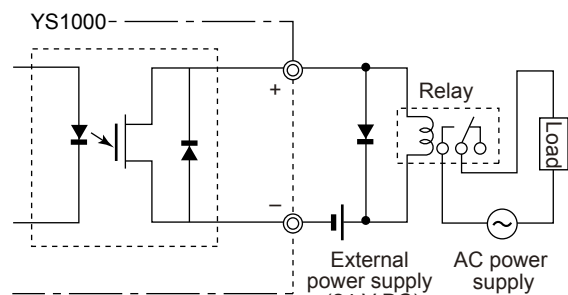 YS1000
+
Relay
Load
−
External
power supply
AC power
supply